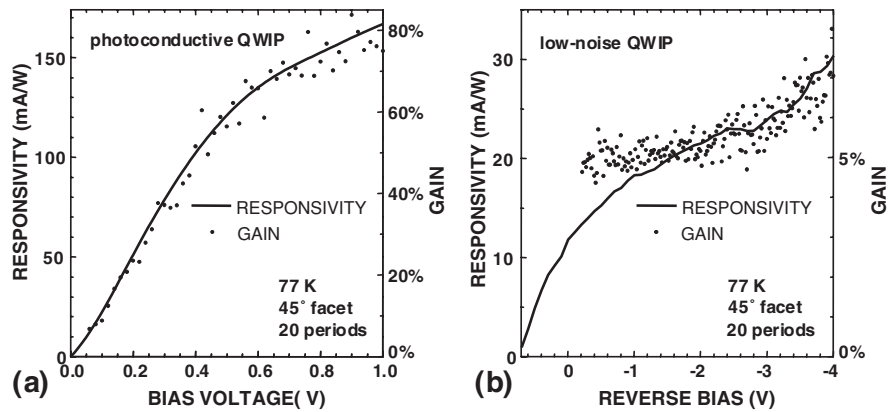 photoconductive QWIP
RESPONSIVITY (mA/W)
150
100
50
0
80%
60%
40%
20%
0%
GAIN
RESPONSIVITY
GAIN
77 K
45° facet
20 periods
0.0 0.2 0.4 0.6 0.8 1.0
(a) BIAS VOLTAGE( V)
low-noise QWIP
RESPONSIVITY (mA/W)
30
20
10
0
5%
0%
GAIN
RESPONSIVITY
GAIN
77 K
45° facet
20 periods
0 -1 -2 -3 -4
(b) REVERSE BIAS (V)